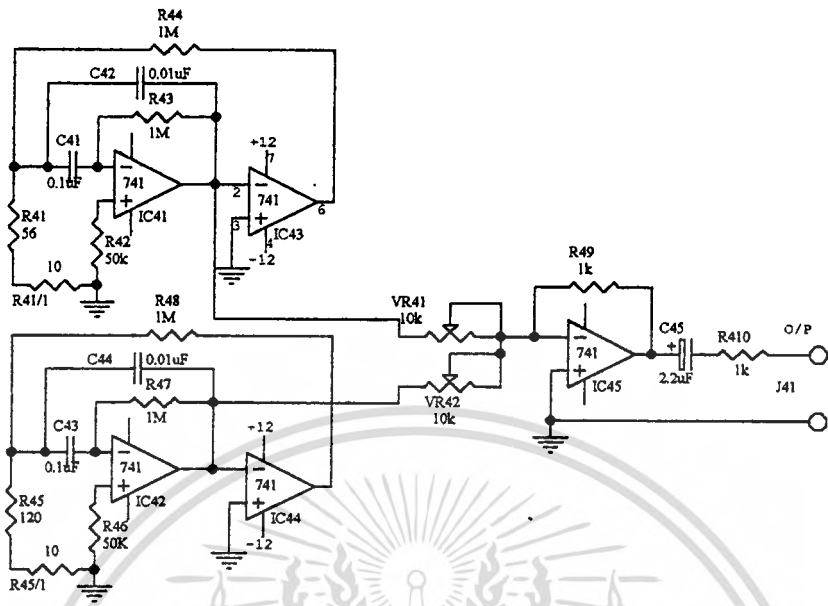 R44
1M
C42
0.01uF
R43
1M
C41
0.1uF
741
IC41
+12
7
2
741
3
6
4
IC43
-12
R41
56
R42
50k
10
R41/1
R48
1M
C44
0.01uF
R47
1M
C43
0.1uF
741
IC42
+12
741
IC44
-12
R45
120
R46
50K
10
R45/1
VR41
10k
VR42
10k
R49
1k
741
IC45
C45
+
2.2uF
R410
1k
O/P
J41